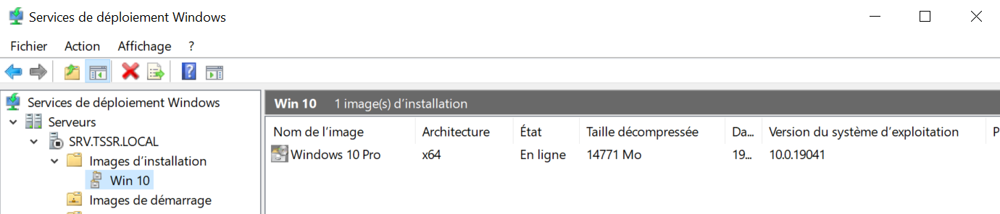 Services de déploiement Windows
Fichier Action Affichage ?
Services de déploiement Windows
Serveurs
SRV.TSSR.LOCAL
Images d'installation
Win 10
Images de démarrage
Win 10 1 image(s) d'installation
Nom de l'image Architecture État Taille décompressée Da... Version du système d'exploitation P
Windows 10 Pro x64 En ligne 14771 Mo 19... 10.0.19041